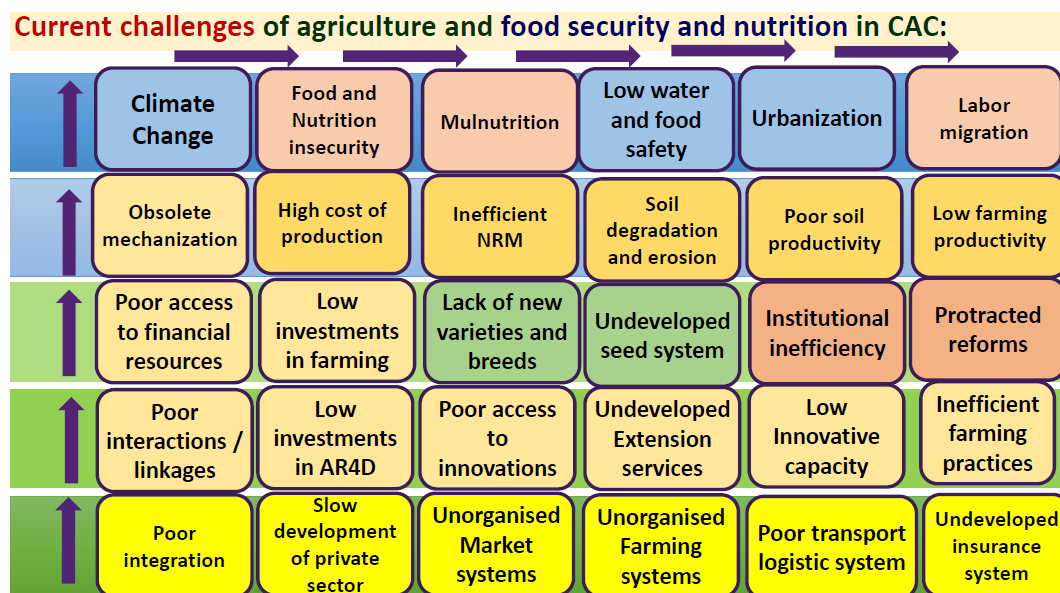 Current challenges of agriculture and food security and nutrition in CAC:
Climate
Change
Food and
Nutrition
insecurity
Mulnutrition
Low water
and food
safety
Urbanization
Labor
migration
Obsolete
mechanization
High cost of
production
Inefficient
NRM
Soil
degradation
and erosion
Poor soil
productivity
Low farming
productivity
Poor access
to financial
resources
Low
investments
in farming
Lack of new
varieties and
breeds
Undeveloped
seed system
Institutional
inefficiency
Protracted
reforms
Poor
interactions /
linkages
Low
investments
in AR4D
Poor access
to
innovations
Undeveloped
Extension
services
Low
Innovative
capacity
Inefficient
farming
practices
Poor
integration
Slow
development
of private
sector
Unorganised
Market
systems
Unorganised
Farming
systems
Poor transport
logistic system
Undeveloped
insurance
system